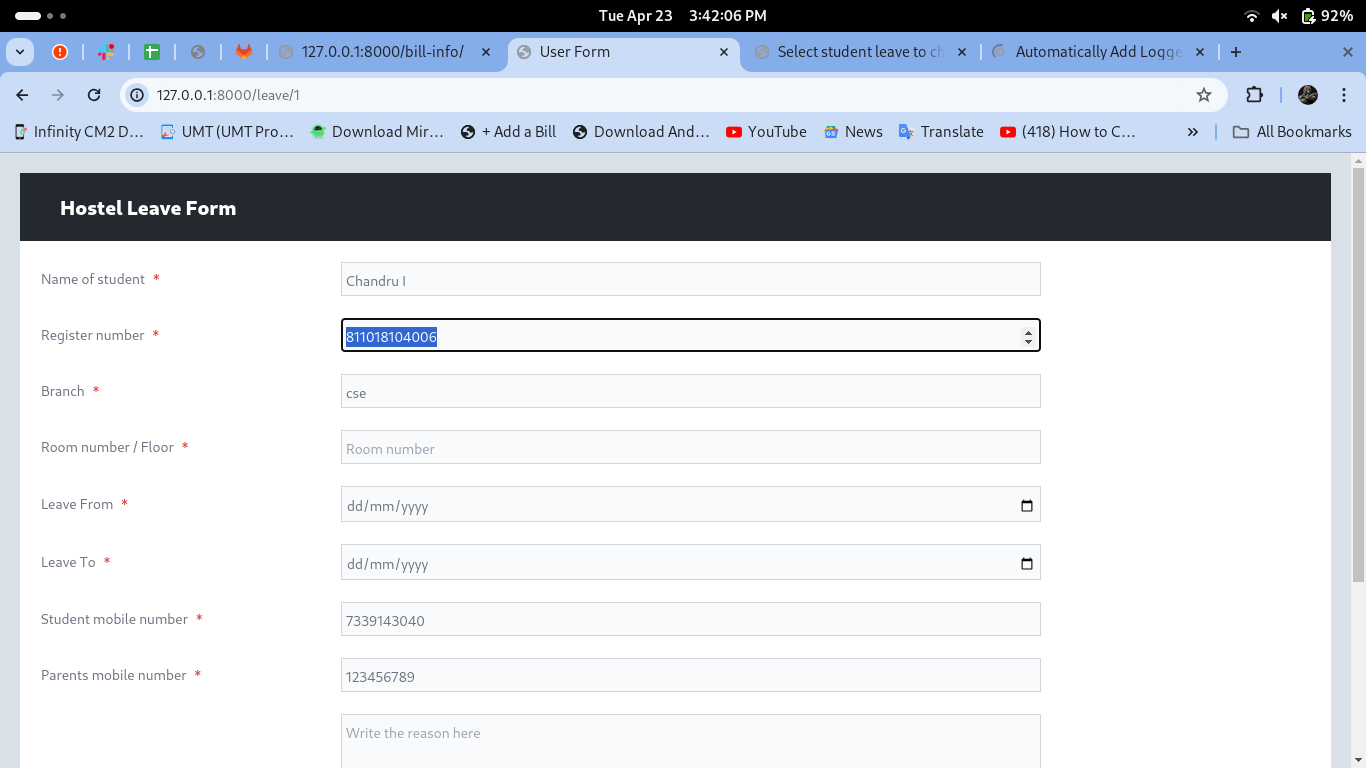 Tue Apr 23 3:42:06 PM
92%
127.0.0.1:8000/bill-info/
User Form
Select student leave to ch
Automatically Add Logge
127.0.0.1:8000/leave/1
Infinity CM2 D...
UMT (UMT Pro...
Download Mir...
+ Add a Bill
Download And...
YouTube
News
Translate
(418) How to C...
All Bookmarks
Hostel Leave Form
Name of student *
Chandru I
Register number *
811018104006
Branch *
cse
Room number / Floor *
Room number
Leave From *
dd/mm/yyyy
Leave To *
dd/mm/yyyy
Student mobile number *
7339143040
Parents mobile number *
123456789
Write the reason here